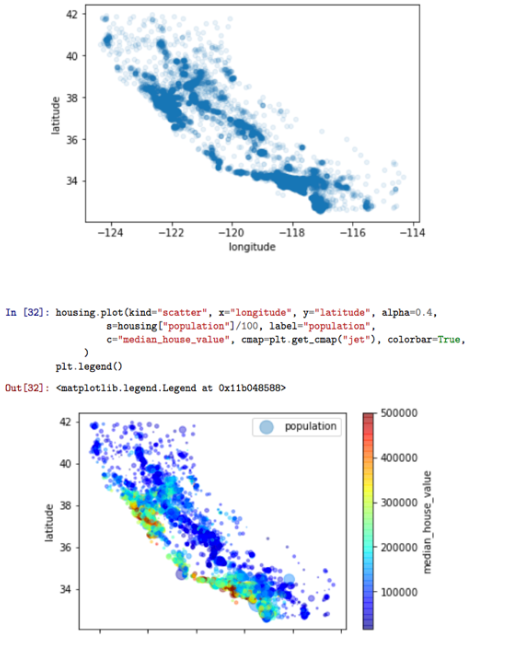 42
40
38
36
34
latitude
−124
−122
−120
−118
−116
−114
longitude
In [32]: housing.plot(kind="scatter", x="longitude", y="latitude", alpha=0.4,
s=housing["population"]/100, label="population",
c="median_house_value", cmap=plt.get_cmap("jet"), colorbar=True,
)
plt.legend()
Out[32]: <matplotlib.legend.Legend at 0x11b048588>
42
40
38
36
34
latitude
population
500000
400000
300000
200000
100000
median_house_value